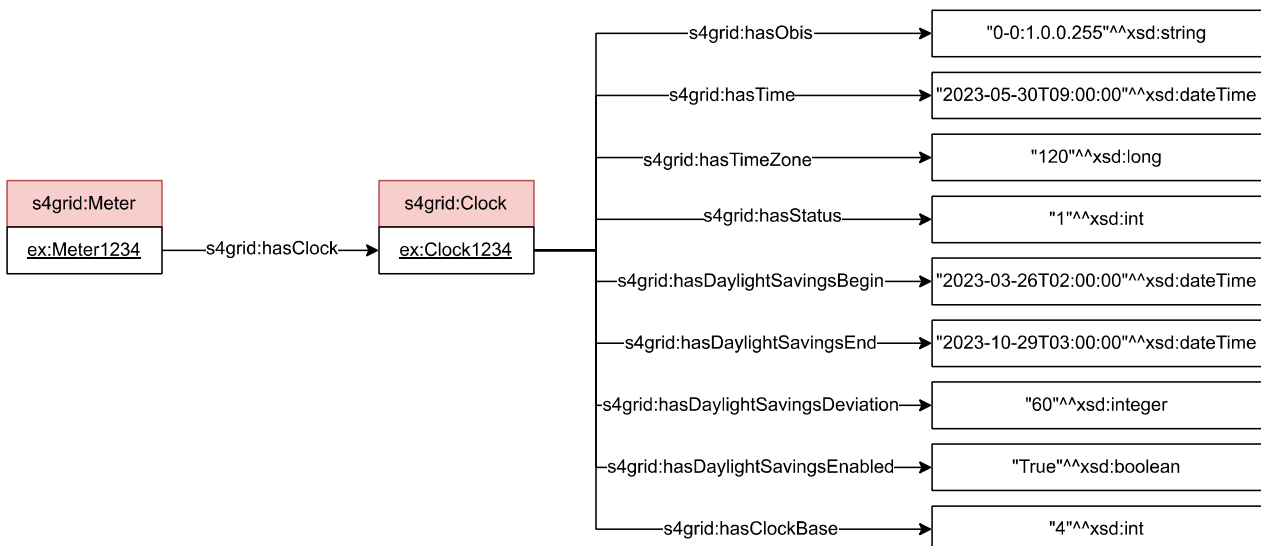 s4grid:Meter
ex:Meter1234
s4grid:hasClock
s4grid:Clock
ex:Clock1234
s4grid:hasObis
"0-0:1.0.0.255"^^xsd:string
s4grid:hasTime
"2023-05-30T09:00:00"^^xsd:dateTime
s4grid:hasTimeZone
"120"^^xsd:long
s4grid:hasStatus
"1"^^xsd:int
s4grid:hasDaylightSavingsBegin
"2023-03-26T02:00:00"^^xsd:dateTime
s4grid:hasDaylightSavingsEnd
"2023-10-29T03:00:00"^^xsd:dateTime
s4grid:hasDaylightSavingsDeviation
"60"^^xsd:integer
s4grid:hasDaylightSavingsEnabled
"True"^^xsd:boolean
s4grid:hasClockBase
"4"^^xsd:int